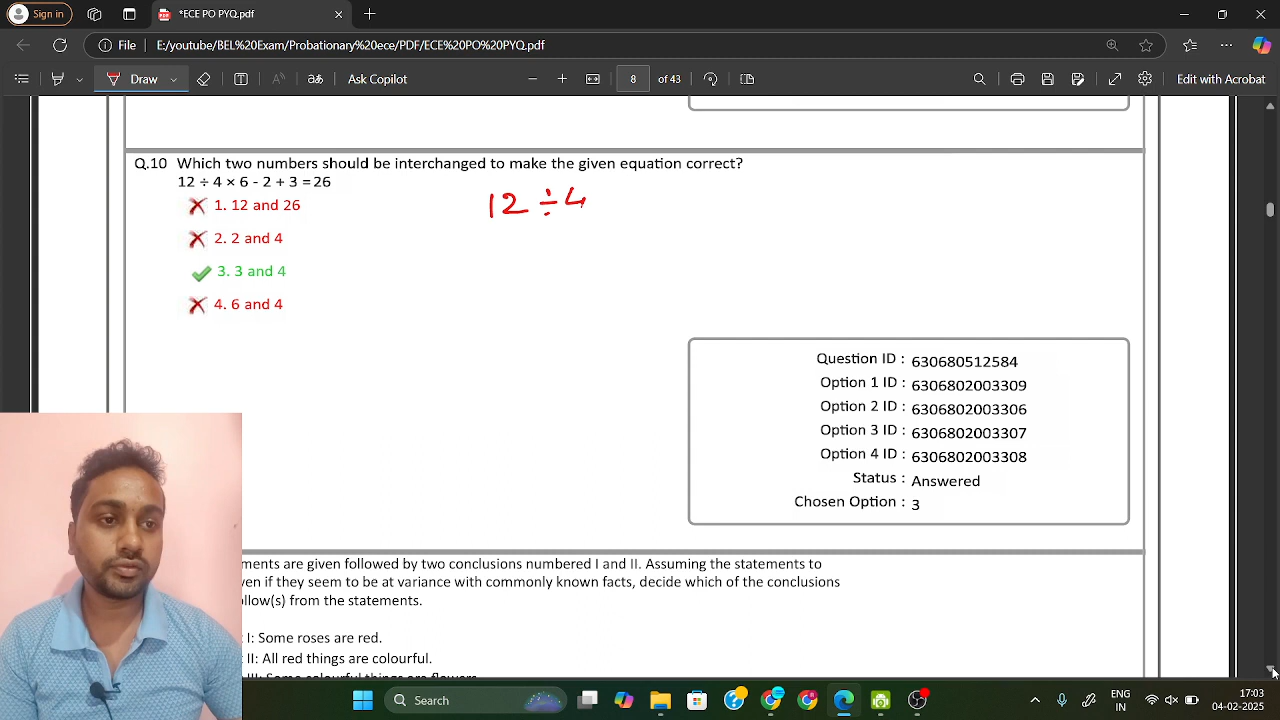 Sign in
*ECE PO PYQ.pdf
File
E:/youtube/BEL%20Exam/Probationary%20ece/PDF/ECE%20PO%20PYQ.pdf
Draw
Ask Copilot
8
of 43
Edit with Acrobat
Q.10 Which two numbers should be interchanged to make the given equation correct?
12 ÷ 4 × 6 - 2 + 3 = 26
12 ÷ 4
1. 12 and 26
2. 2 and 4
3. 3 and 4
4. 6 and 4
Question ID : 630680512584
Option 1 ID : 6306802003309
Option 2 ID : 6306802003306
Option 3 ID : 6306802003307
Option 4 ID : 6306802003308
Status : Answered
Chosen Option : 3
ments are given followed by two conclusions numbered I and II. Assuming the statements to
ven if they seem to be at variance with commonly known facts, decide which of the conclusions
llow(s) from the statements.
I: Some roses are red.
II: All red things are colourful.
III: Some colourful things are flowers.
Search
ENG
IN
17:03
04-02-2025